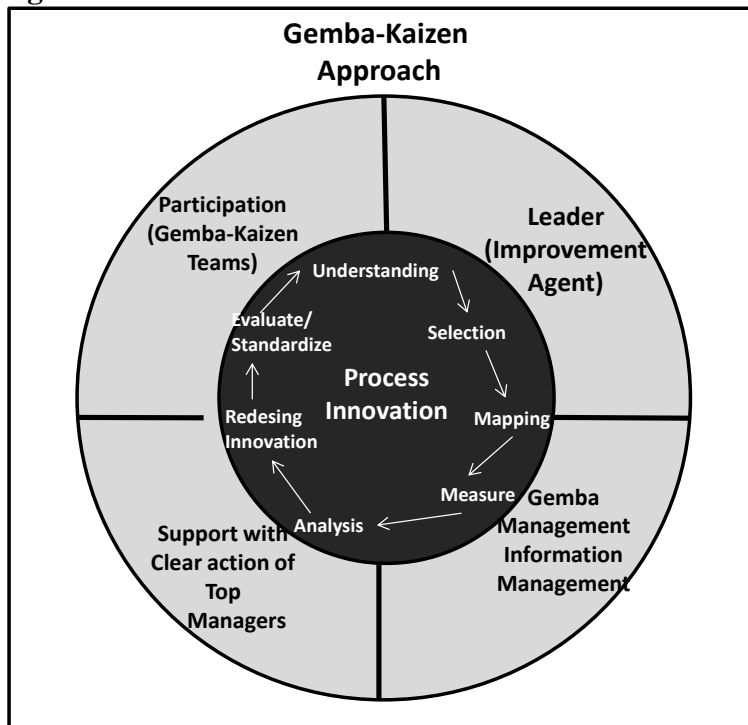 Gemba-Kaizen
Approach
Participation
(Gemba-Kaizen
Teams)
Leader
(Improvement
Agent)
Understanding
Selection
Mapping
Measure
Analysis
Redesing
Innovation
Evaluate/
Standardize
Process
Innovation
Gemba
Management
Information
Management
Support with
Clear action of
Top
Managers